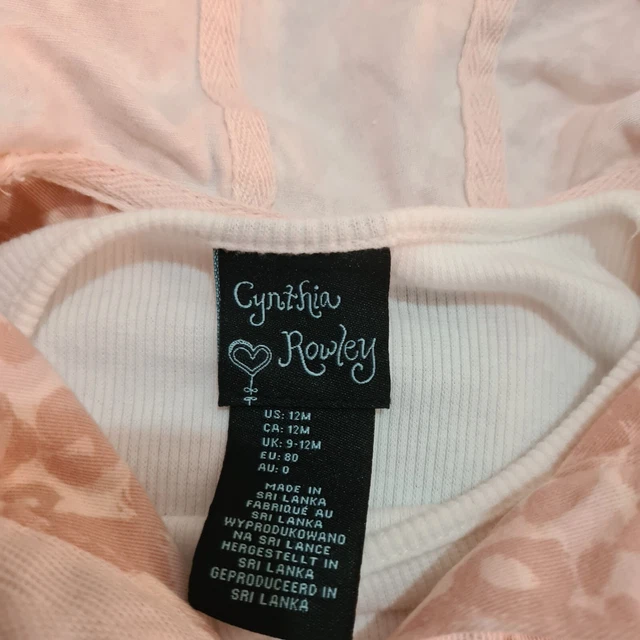 Cynthia
Rowley
US: 12M
CA: 12M
UK: 9-12M
EU: 80
AU: 0
MADE IN
SRI LANKA
FABRIQUÉ AU
SRI LANKA
WYPRODUKOWANO
NA SRI LANCE
HERGESTELLT IN
SRI LANKA
GEPRODUCEERD IN
SRI LANKA